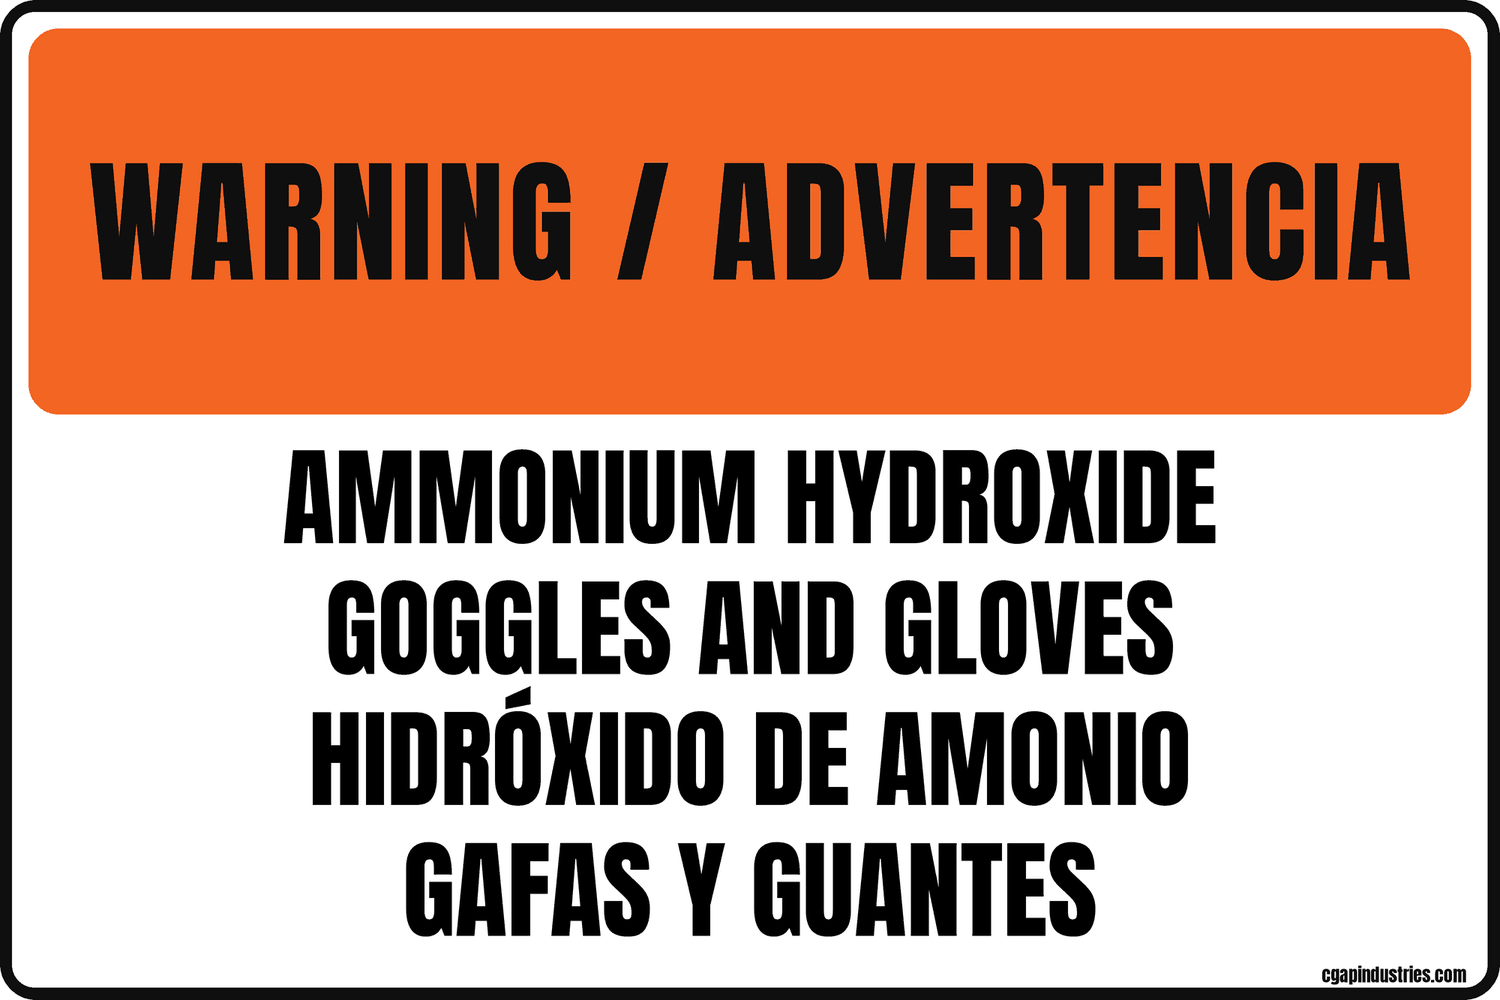 WARNING / ADVERTENCIA
AMMONIUM HYDROXIDE
GOGGLES AND GLOVES
HIDRÓXIDO DE AMONIO
GAFAS Y GUANTES
cgapindustries.com